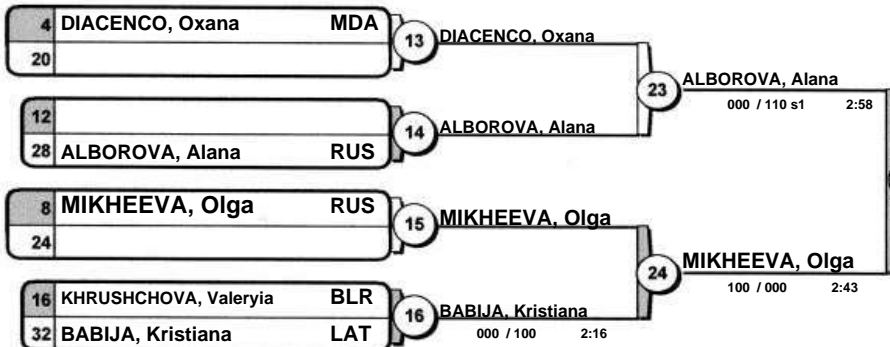 4 DIACENCO, Oxana MDA
20
13 DIACENCO, Oxana
12
28 ALBOROVA, Alana RUS
14 ALBOROVA, Alana
23 ALBOROVA, Alana
000 / 110 s1 2:58
8 MIKHEEVA, Olga RUS
24
15 MIKHEEVA, Olga
16 KHRUSHCHOVA, Valeryia BLR
32 BABIJA, Kristiana LAT
16 BABIJA, Kristiana
000 / 100 2:16
24 MIKHEEVA, Olga
100 / 000 2:43